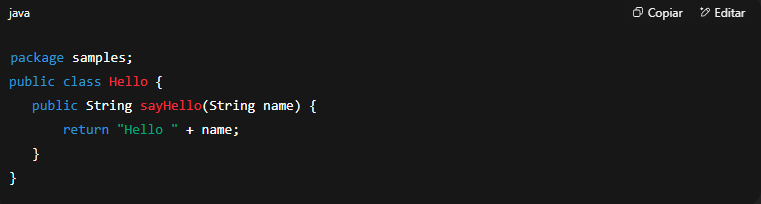 java
Copiar
Editar
package samples;
public class Hello {
   public String sayHello(String name) {
       return "Hello " + name;
   }
}